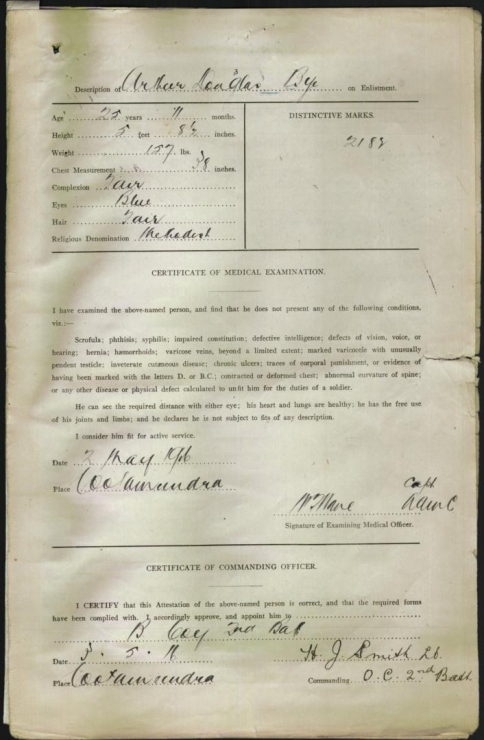 Description of Arthur Douglas Bye on Enlistment.
Age 25 years 11 months.
Height 5 feet 8½ inches.
Weight 157 lbs.
Chest Measurement 38 inches.
Complexion Fair
Eyes Blue
Hair Fair
Religious Denomination Methodist
DISTINCTIVE MARKS.
2188
CERTIFICATE OF MEDICAL EXAMINATION.
I have examined the above-named person, and find that he does not present any of the following conditions,
viz.:—
Scrofula; phthisis; syphilis; impaired constitution; defective intelligence; defects of vision, voice, or
hearing; hernia; hæmorrhoids; varicose veins, beyond a limited extent; marked varicocele with unusually
pendent testicle; inveterate cutaneous disease; chronic ulcers; traces of corporal punishment, or evidence of
having been marked with the letters D. or B.C.; contracted or deformed chest; abnormal curvature of spine;
or any other disease or physical defect calculated to unfit him for the duties of a soldier.
He can see the required distance with either eye; his heart and lungs are healthy; he has the free use
of his joints and limbs; and he declares he is not subject to fits of any description.
I consider him fit for active service.
Date 2 May 1916
Place Cootamundra
Capt
AAMC
Signature of Examining Medical Officer.
CERTIFICATE OF COMMANDING OFFICER.
I CERTIFY that this Attestation of the above-named person is correct, and that the required forms
have been complied with. I accordingly approve, and appoint him to
B Coy 2nd Bat
Date 5. 5. 16
H. J. Smith Lt.
Place Cootamundra
Commanding O.C. 2nd Batt.